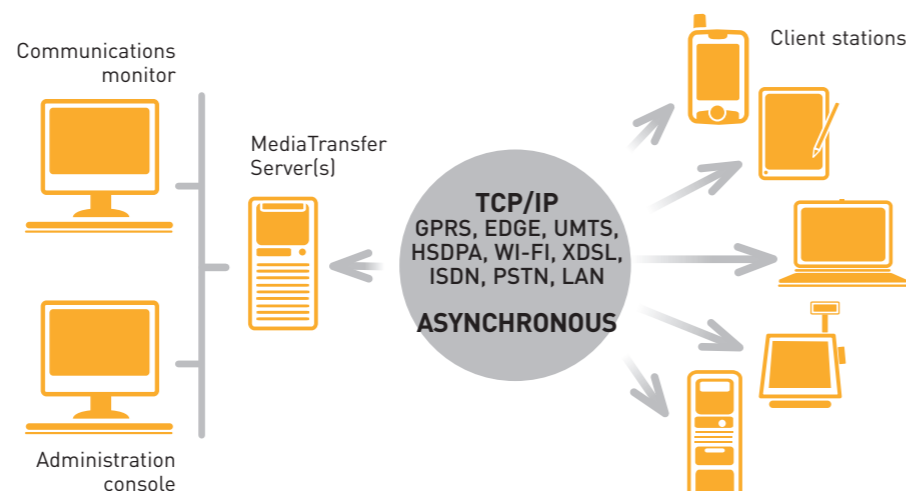 Communications
monitor
MediaTransfer
Server(s)
Administration
console
TCP/IP
GPRS, EDGE, UMTS,
HSDPA, WI-FI, XDSL,
ISDN, PSTN, LAN
ASYNCHRONOUS
Client stations